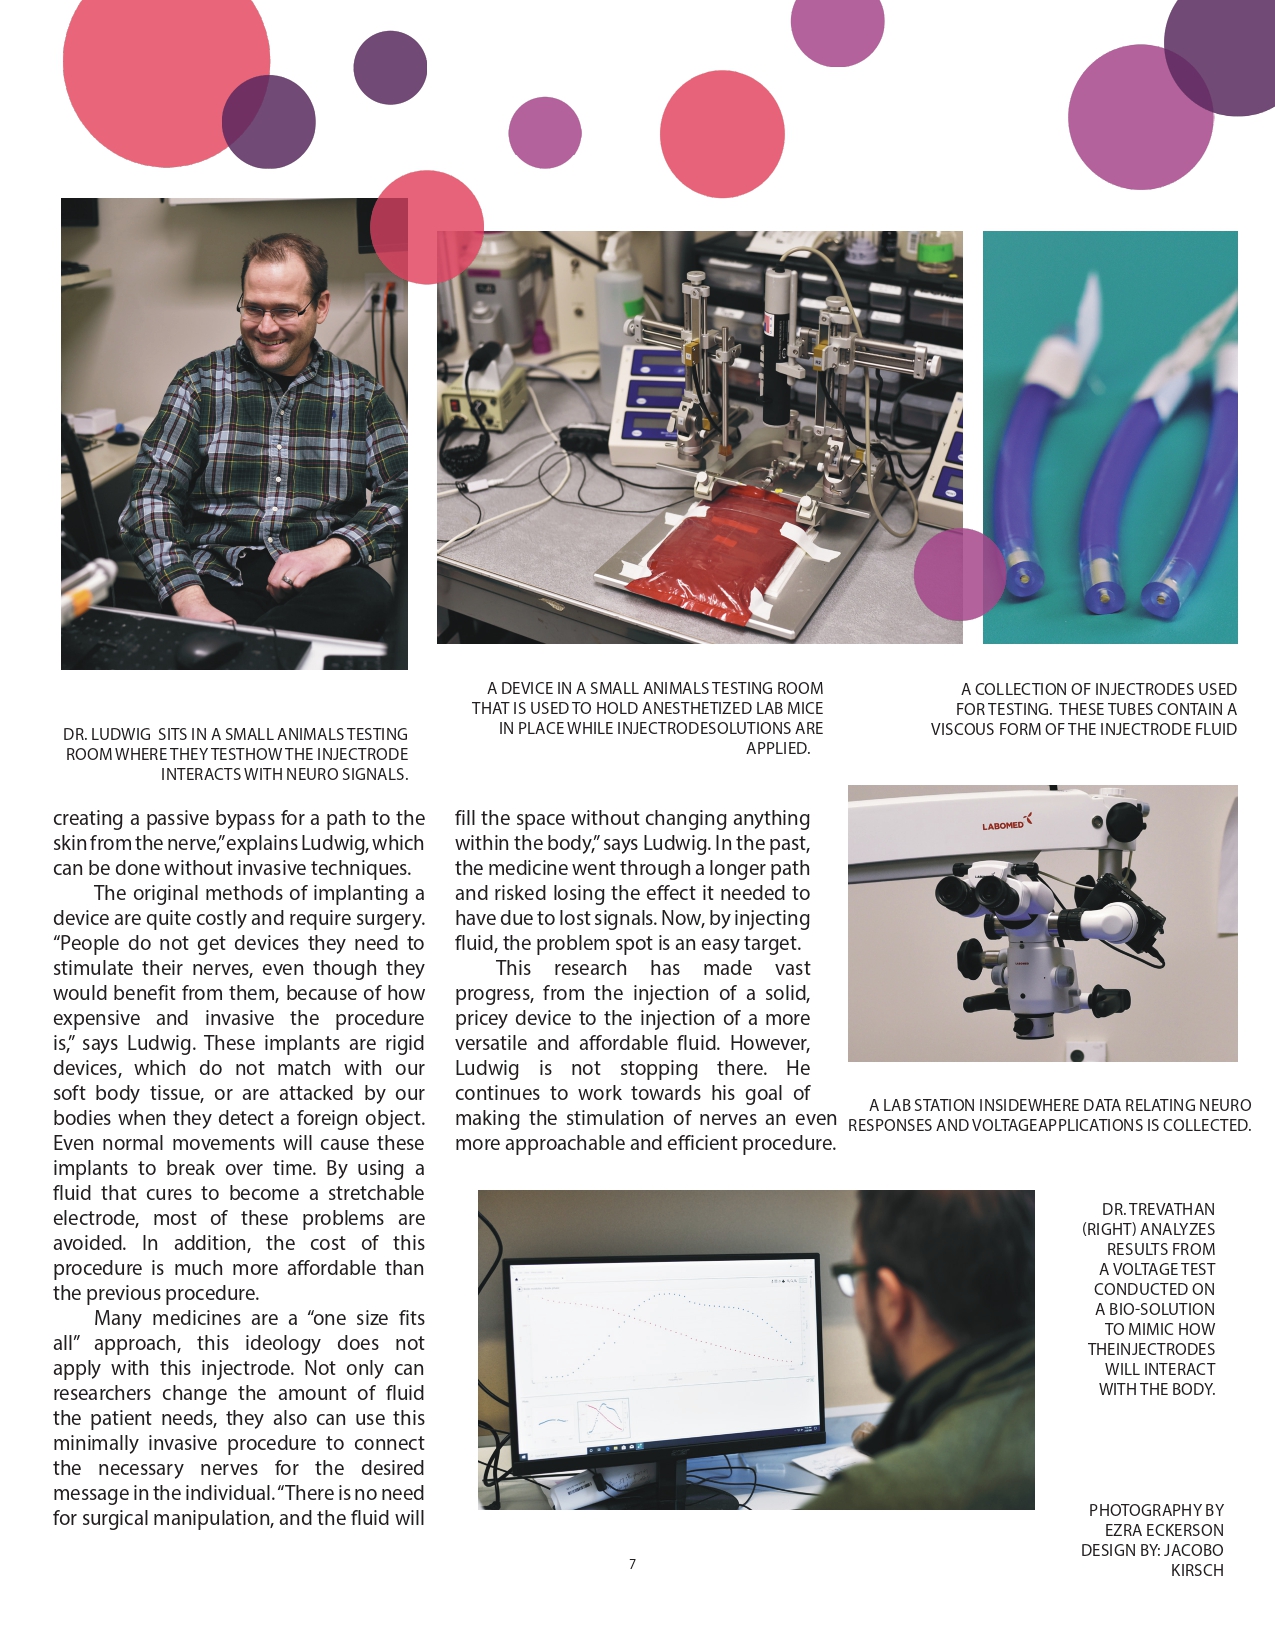 DR. LUDWIG  SITS IN A SMALL ANIMALS TESTING
ROOM WHERE THEY TESTHOW THE INJECTRODE
INTERACTS WITH NEURO SIGNALS.
A DEVICE IN A SMALL ANIMALS TESTING ROOM
THAT IS USED TO HOLD ANESTHETIZED LAB MICE
IN PLACE WHILE INJECTRODESOLUTIONS ARE
APPLIED.
A COLLECTION OF INJECTRODES USED
FOR TESTING.  THESE TUBES CONTAIN A
VISCOUS FORM OF THE INJECTRODE FLUID
creating a passive bypass for a path to the
skin from the nerve,” explains Ludwig, which
can be done without invasive techniques.
The original methods of implanting a
device are quite costly and require surgery.
“People do not get devices they need to
stimulate their nerves, even though they
would benefit from them, because of how
expensive and invasive the procedure
is,” says Ludwig. These implants are rigid
devices, which do not match with our
soft body tissue, or are attacked by our
bodies when they detect a foreign object.
Even normal movements will cause these
implants to break over time. By using a
fluid that cures to become a stretchable
electrode, most of these problems are
avoided. In addition, the cost of this
procedure is much more affordable than
the previous procedure.
Many medicines are a “one size fits
all” approach, this ideology does not
apply with this injectrode. Not only can
researchers change the amount of fluid
the patient needs, they also can use this
minimally invasive procedure to connect
the necessary nerves for the desired
message in the individual. “There is no need
for surgical manipulation, and the fluid will
fill the space without changing anything
within the body,” says Ludwig. In the past,
the medicine went through a longer path
and risked losing the effect it needed to
have due to lost signals. Now, by injecting
fluid, the problem spot is an easy target.
This research has made vast
progress, from the injection of a solid,
pricey device to the injection of a more
versatile and affordable fluid. However,
Ludwig is not stopping there. He
continues to work towards his goal of
making the stimulation of nerves an even
more approachable and efficient procedure.
LABOMED
LABOMED
A LAB STATION INSIDEWHERE DATA RELATING NEURO
RESPONSES AND VOLTAGEAPPLICATIONS IS COLLECTED.
DR. TREVATHAN
(RIGHT) ANALYZES
RESULTS FROM
A VOLTAGE TEST
CONDUCTED ON
A BIO-SOLUTION
TO MIMIC HOW
THEINJECTRODES
WILL INTERACT
WITH THE BODY.
PHOTOGRAPHY BY
EZRA ECKERSON
DESIGN BY: JACOBO
KIRSCH
7